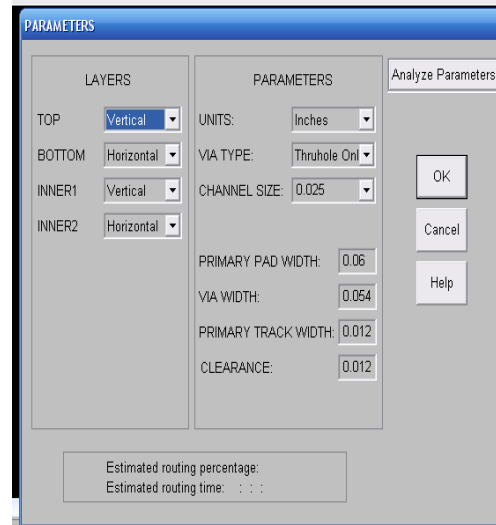 PARAMETERS
LAYERS
TOP Vertical
BOTTOM Horizontal
INNER1 Vertical
INNER2 Horizontal
PARAMETERS
UNITS: Inches
VIA TYPE: Thruhole Onl
CHANNEL SIZE: 0.025
PRIMARY PAD WIDTH: 0.06
VIA WIDTH: 0.054
PRIMARY TRACK WIDTH: 0.012
CLEARANCE: 0.012
Analyze Parameters
OK
Cancel
Help
Estimated routing percentage:
Estimated routing time: : : :